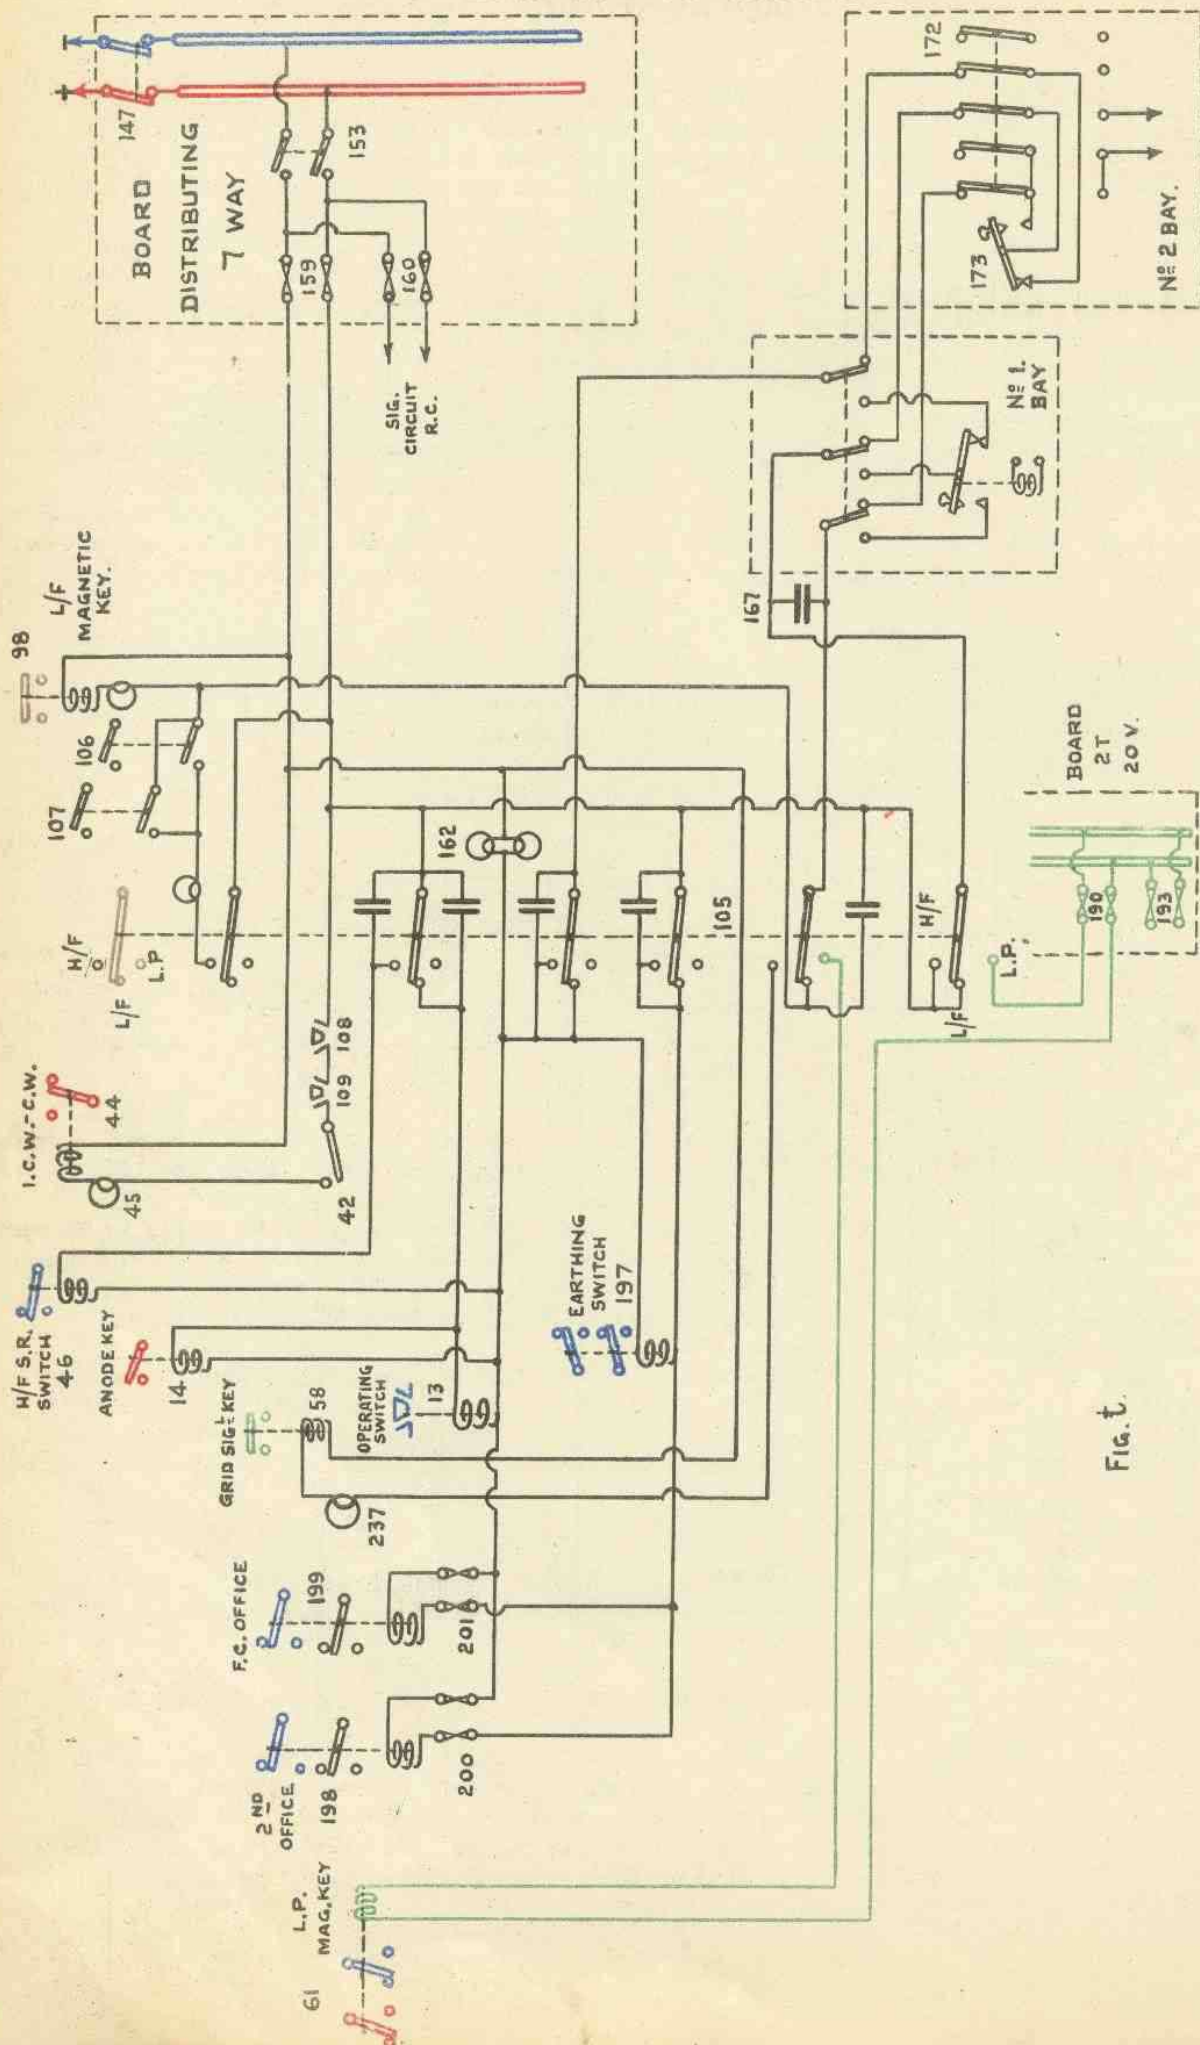 147
BOARD
DISTRIBUTING
7 WAY
153
159
160
SIG.
CIRCUIT
R.C.
172
173
Nº 2 BAY.
Nº 1.
BAY
167
98
L/F
MAGNETIC
KEY.
106
107
H/F
L/F
L.P
162
105
H/F
L/F
L.P.
BOARD
2T
20V.
190
193
I.C.W.-C.W.
44
45
42
109
108
H/F S.R.
SWITCH
46
ANODE KEY
14
GRID SIGᴸ KEY
58
OPERATING
SWITCH
13
EARTHING
SWITCH
197
237
F.C. OFFICE
199
201
2ND
OFFICE
198
200
L.P.
MAG. KEY
61
FIG. t.